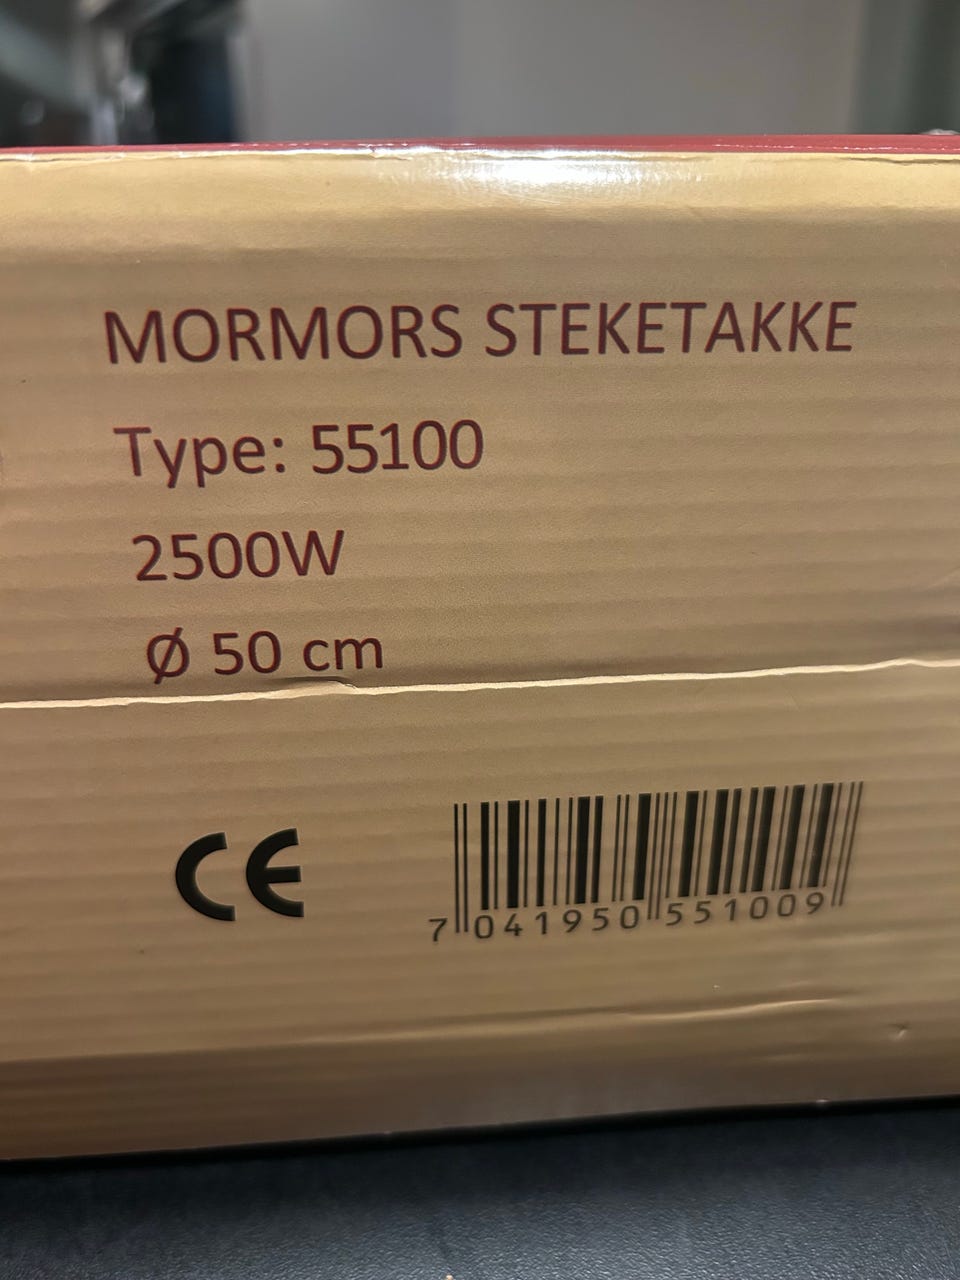 MORMORS STEKETAKKE
Type: 55100
2500W
Ø 50 cm
CE
7 041950 551009